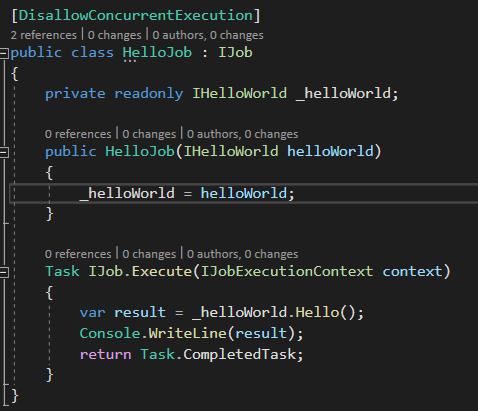 [DisallowConcurrentExecution]
2 references | 0 changes | 0 authors, 0 changes
public class HelloJob : IJob
{
private readonly IHelloWorld _helloWorld;
0 references | 0 changes | 0 authors, 0 changes
public HelloJob(IHelloWorld helloWorld)
{
_helloWorld = helloWorld;
}
0 references | 0 changes | 0 authors, 0 changes
Task IJob.Execute(IJobExecutionContext context)
{
var result = _helloWorld.Hello();
Console.WriteLine(result);
return Task.CompletedTask;
}
}